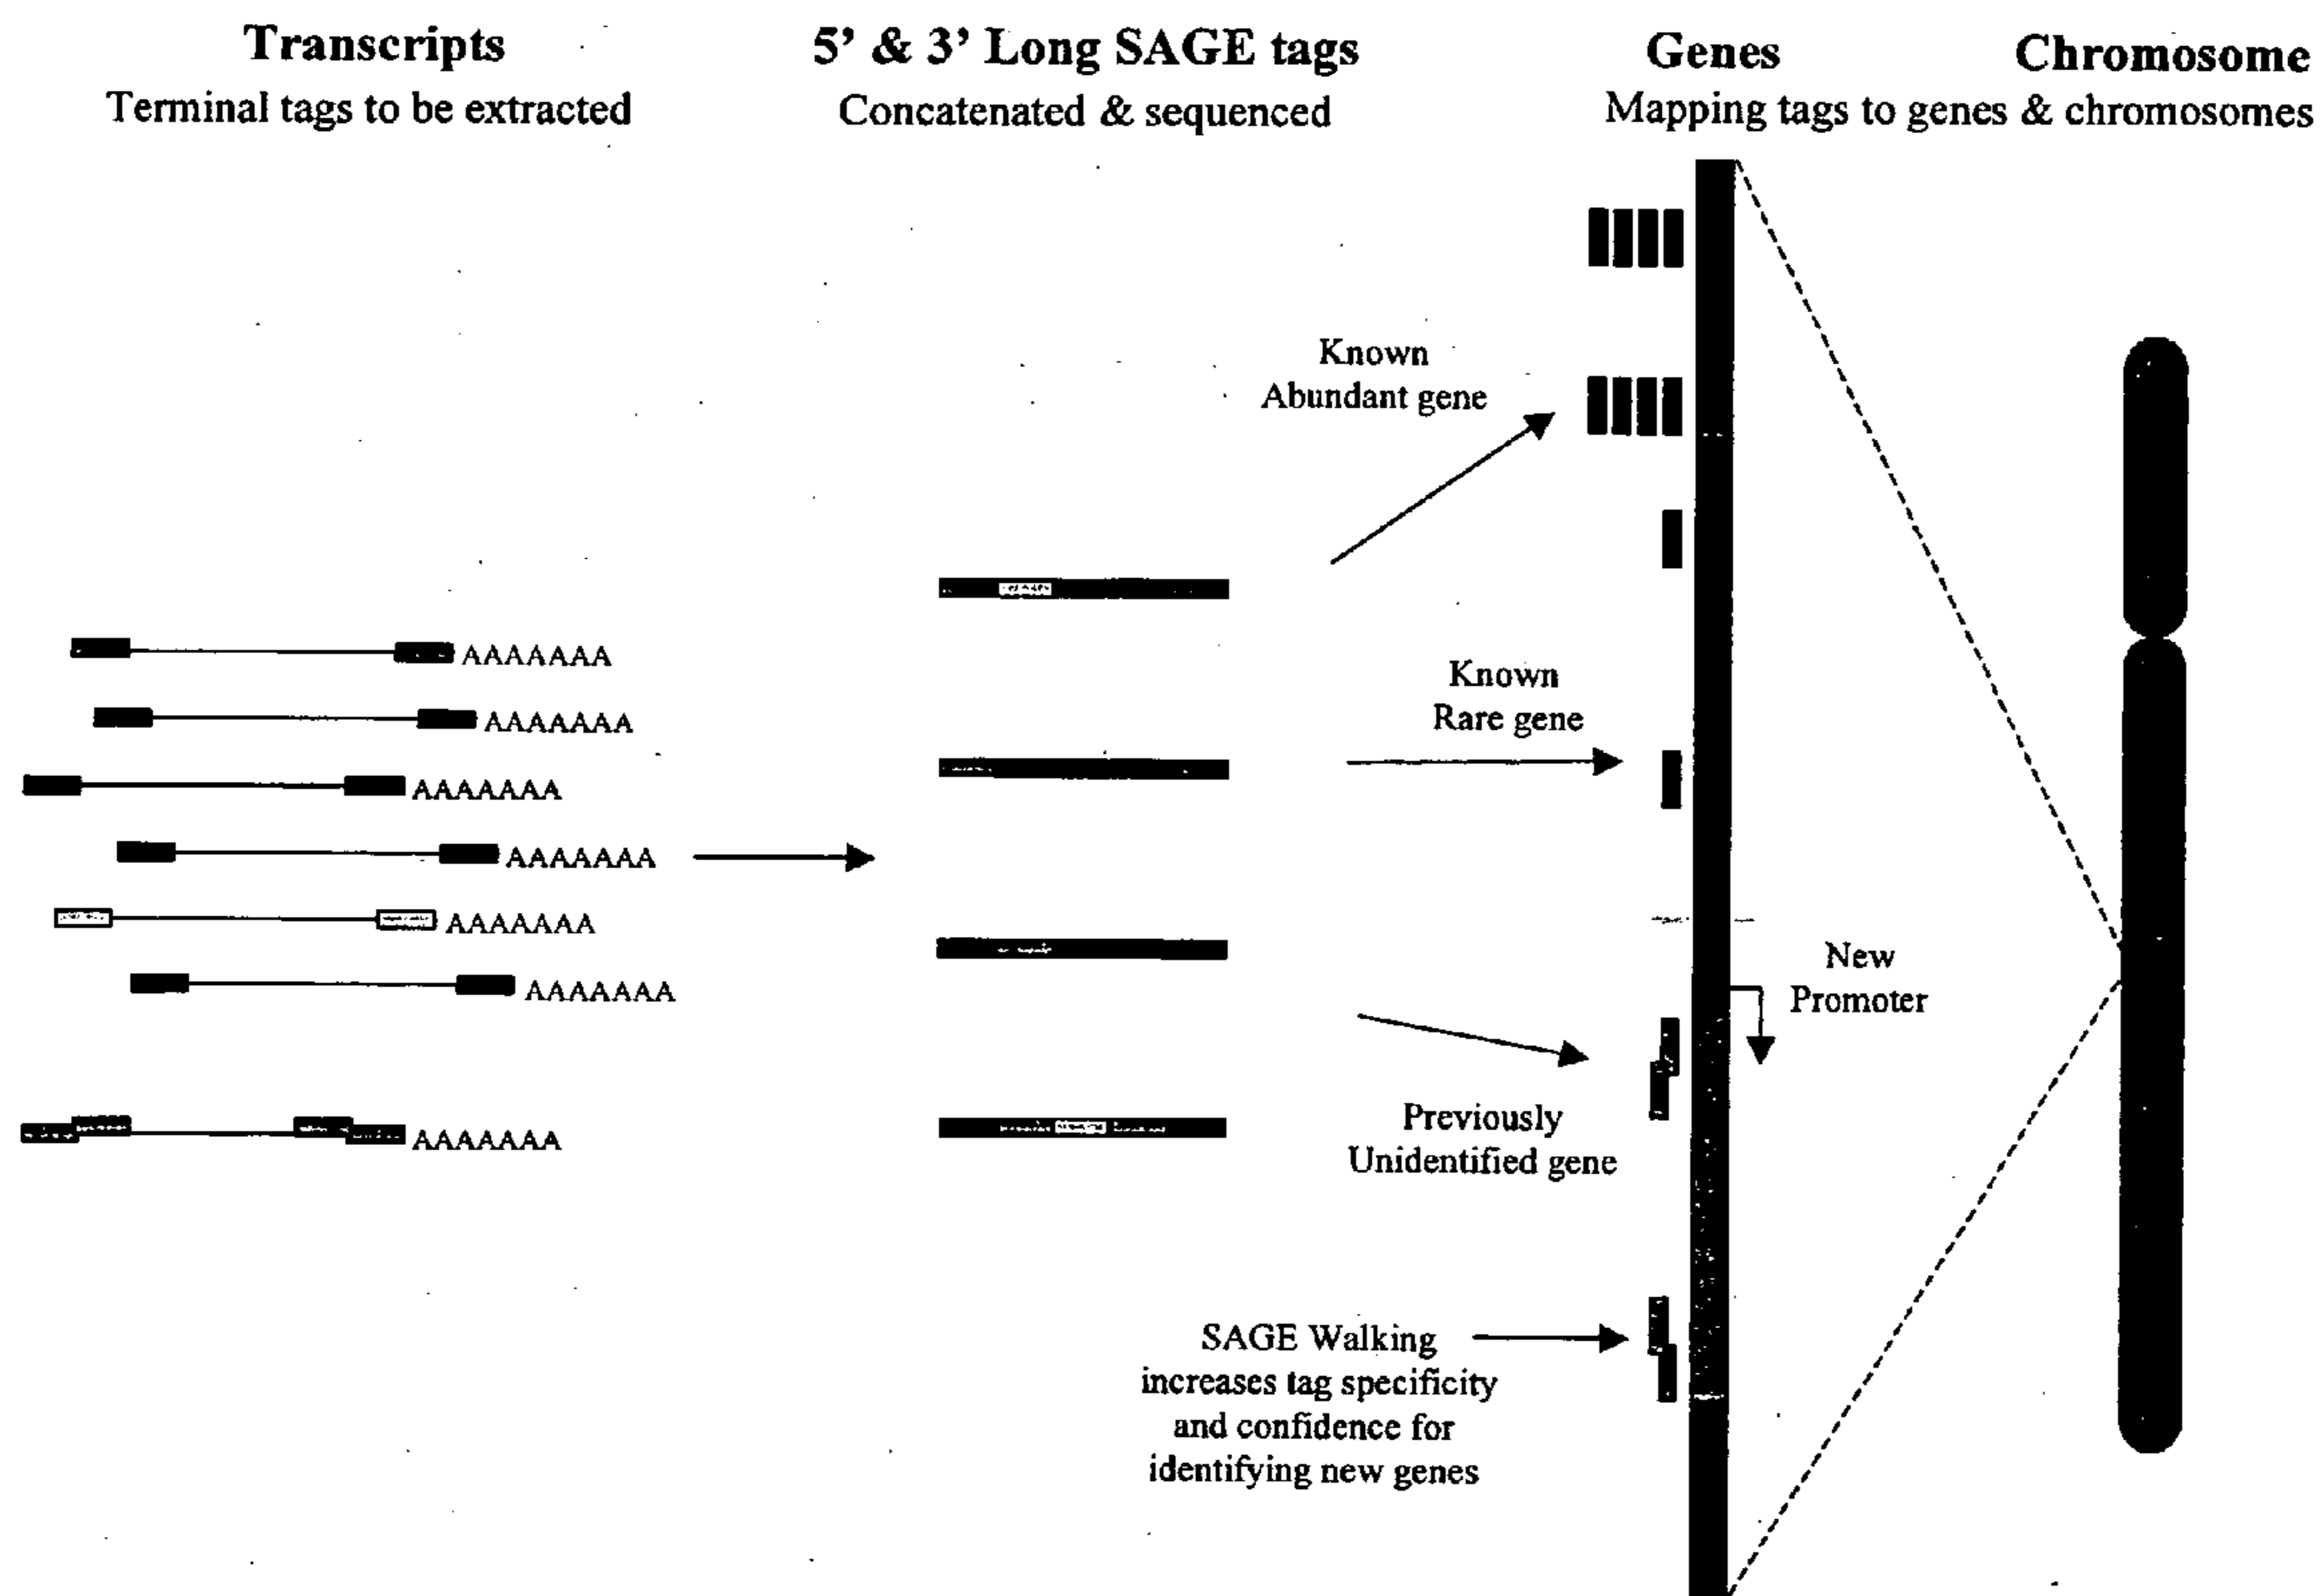 Transcripts
Terminal tags to be extracted
5’ & 3’ Long SAGE tags
Concatenated & sequenced
Genes
Chromosome
Mapping tags to genes & chromosomes
Known
Abundant gene
Known
Rare gene
AAAAAAA
AAAAAAA
AAAAAAA
AAAAAAA
AAAAAAA
AAAAAAA
AAAAAAA
New
Promoter
Previously
Unidentified gene
SAGE Walking
increases tag specificity
and confidence for
identifying new genes